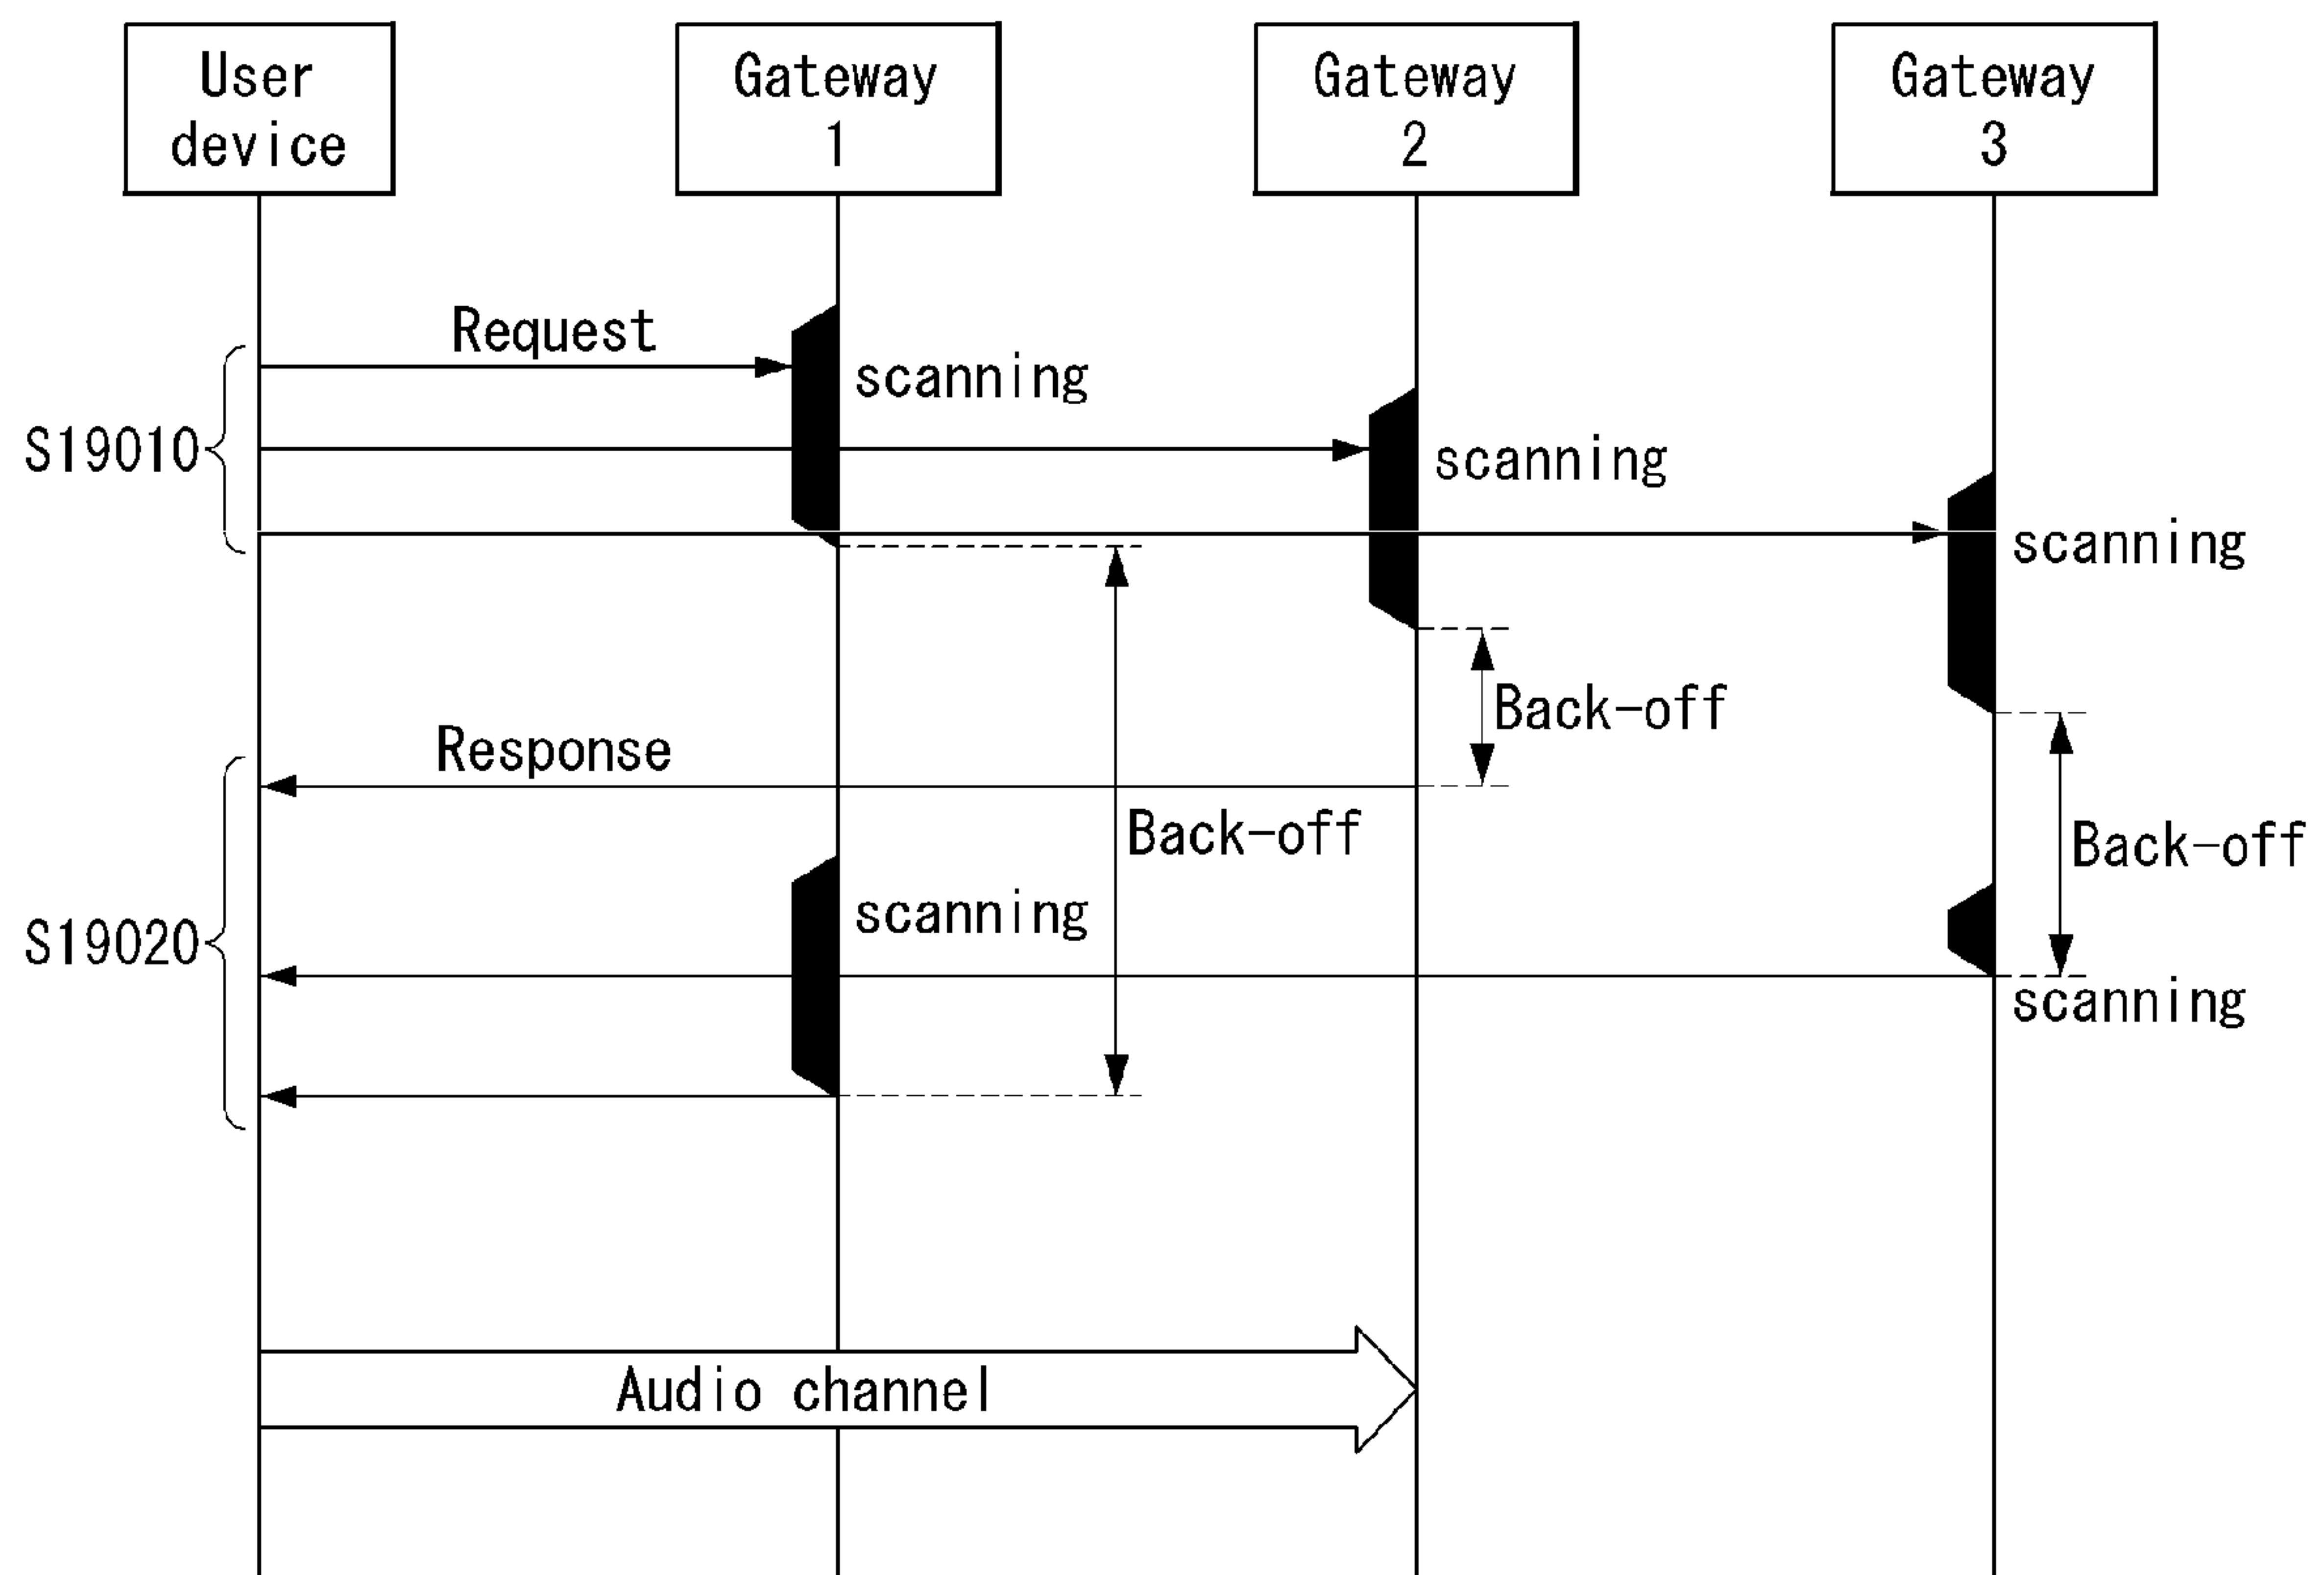 User
device
Gateway
1
Gateway
2
Gateway
3
Request
scanning
S19010
scanning
scanning
Back-off
Response
Back-off
Back-off
scanning
S19020
scanning
Audio channel